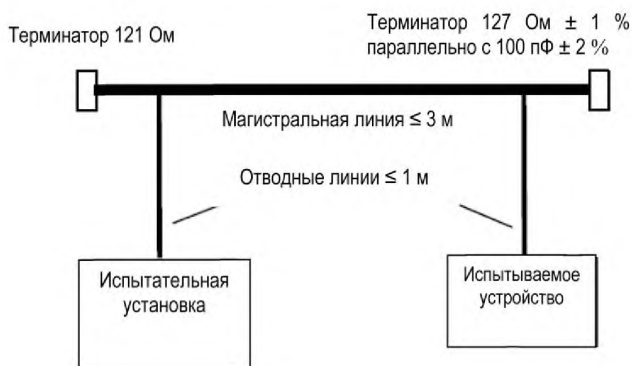 Терминатор 121 Ом
Терминатор 127 Ом ± 1 %
параллельно с 100 пФ ± 2 %
Магистральная линия ≤ 3 м
Отводные линии ≤ 1 м
Испытательная
установка
Испытываемое
устройство